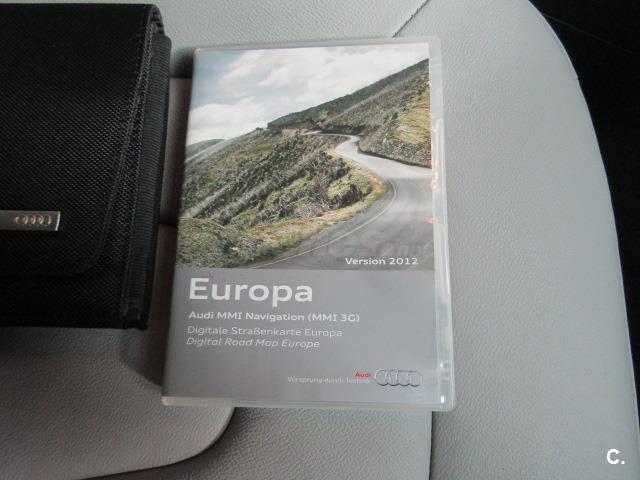 Version 2012
Europa
Audi MMI Navigation (MMI 3G)
Digitale Straßenkarte Europa
Digital Road Map Europe
Audi
Vorsprung durch Technik
C.